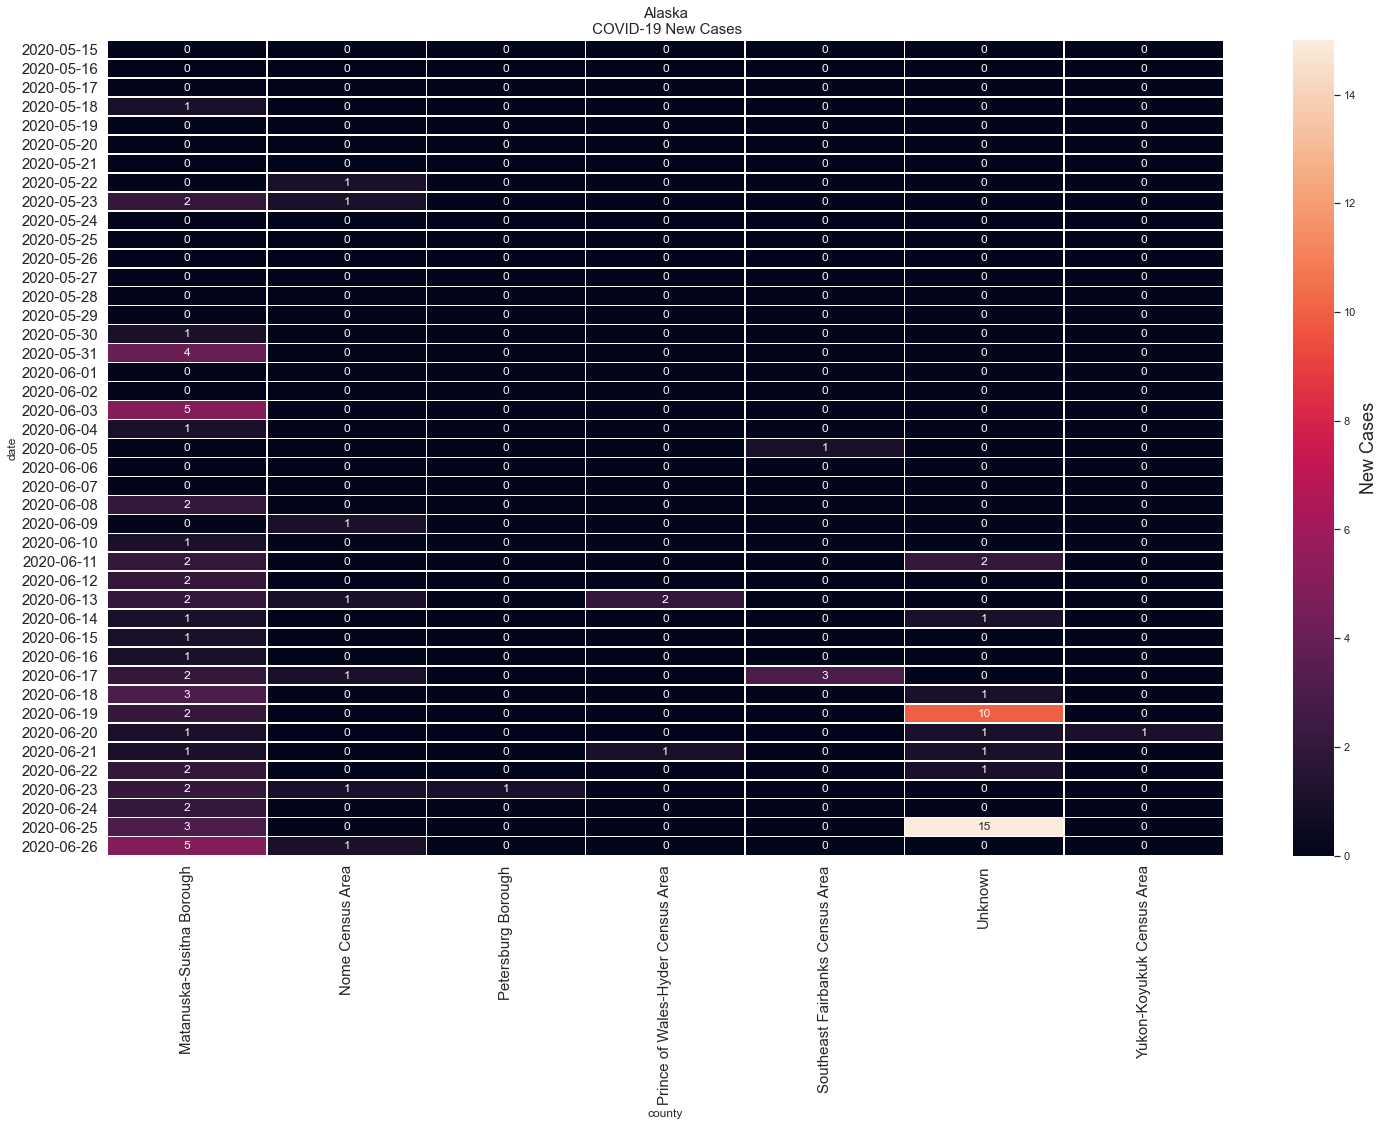 Alaska
COVID-19 New Cases
2020-05-15 0 0 0 0 0 0 0
2020-05-16 0 0 0 0 0 0 0
2020-05-17 0 0 0 0 0 0 0
2020-05-18 1 0 0 0 0 0 0
2020-05-19 0 0 0 0 0 0 0
2020-05-20 0 0 0 0 0 0 0
2020-05-21 0 0 0 0 0 0 0
2020-05-22 0 1 0 0 0 0 0
2020-05-23 2 1 0 0 0 0 0
2020-05-24 0 0 0 0 0 0 0
2020-05-25 0 0 0 0 0 0 0
2020-05-26 0 0 0 0 0 0 0
2020-05-27 0 0 0 0 0 0 0
2020-05-28 0 0 0 0 0 0 0
2020-05-29 0 0 0 0 0 0 0
2020-05-30 1 0 0 0 0 0 0
2020-05-31 4 0 0 0 0 0 0
2020-06-01 0 0 0 0 0 0 0
2020-06-02 0 0 0 0 0 0 0
2020-06-03 5 0 0 0 0 0 0
2020-06-04 1 0 0 0 0 0 0
2020-06-05 0 0 0 0 1 0 0
2020-06-06 0 0 0 0 0 0 0
2020-06-07 0 0 0 0 0 0 0
2020-06-08 2 0 0 0 0 0 0
2020-06-09 0 1 0 0 0 0 0
2020-06-10 1 0 0 0 0 0 0
2020-06-11 2 0 0 0 0 2 0
2020-06-12 2 0 0 0 0 0 0
2020-06-13 2 1 0 2 0 0 0
2020-06-14 1 0 0 0 0 1 0
2020-06-15 1 0 0 0 0 0 0
2020-06-16 1 0 0 0 0 0 0
2020-06-17 2 1 0 0 3 0 0
2020-06-18 3 0 0 0 0 1 0
2020-06-19 2 0 0 0 0 10 0
2020-06-20 1 0 0 0 0 1 1
2020-06-21 1 0 0 1 0 1 0
2020-06-22 2 0 0 0 0 1 0
2020-06-23 2 1 1 0 0 0 0
2020-06-24 2 0 0 0 0 0 0
2020-06-25 3 0 0 0 0 15 0
2020-06-26 5 1 0 0 0 0 0
date
Matanuska-Susitna Borough
Nome Census Area
Petersburg Borough
Prince of Wales-Hyder Census Area
Southeast Fairbanks Census Area
Unknown
Yukon-Koyukuk Census Area
county
14
12
10
8
6
4
2
0
New Cases